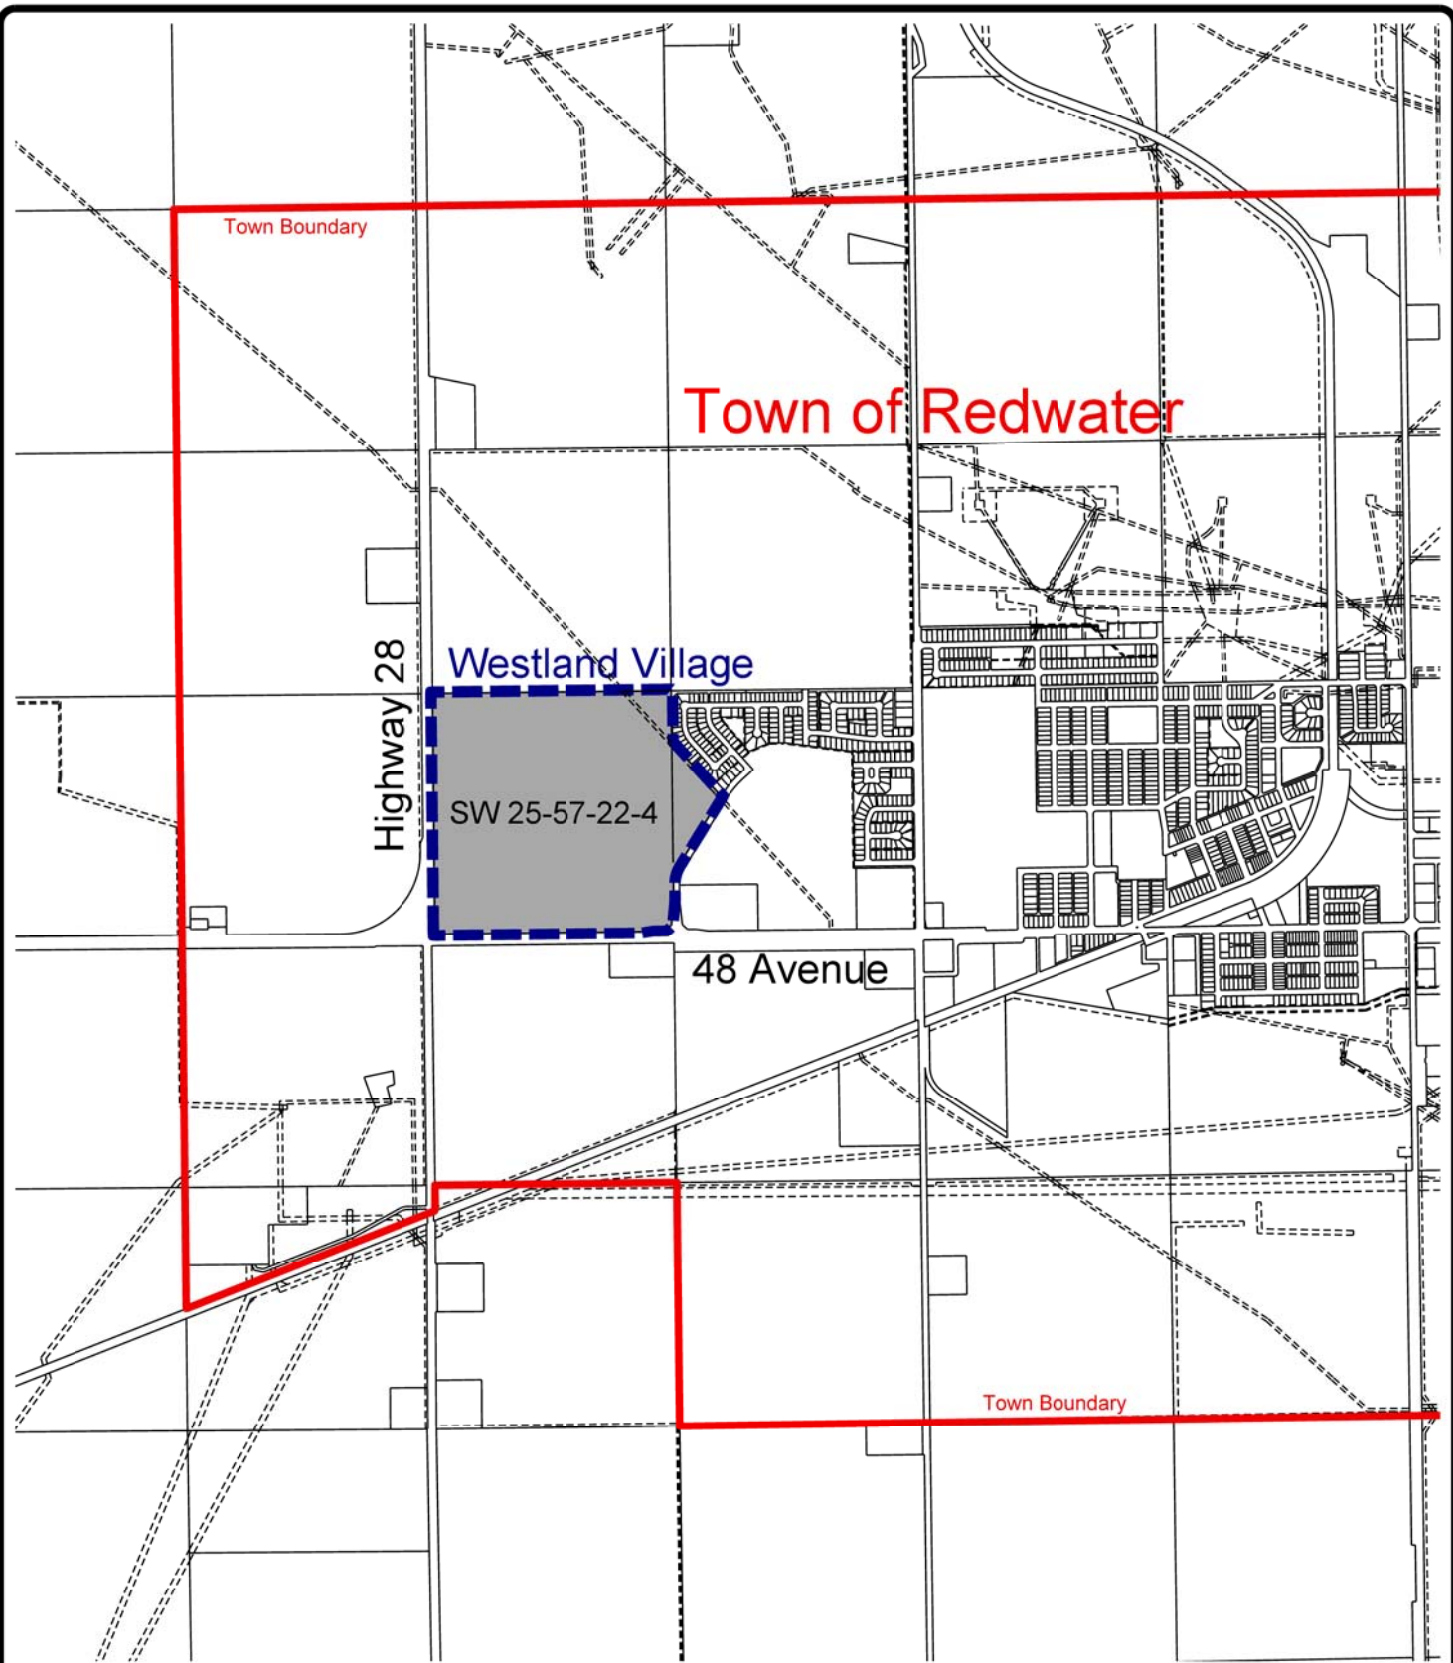 Town Boundary
Town of Redwater
Highway 28
Westland Village
SW 25-57-22-4
48 Avenue
Town Boundary